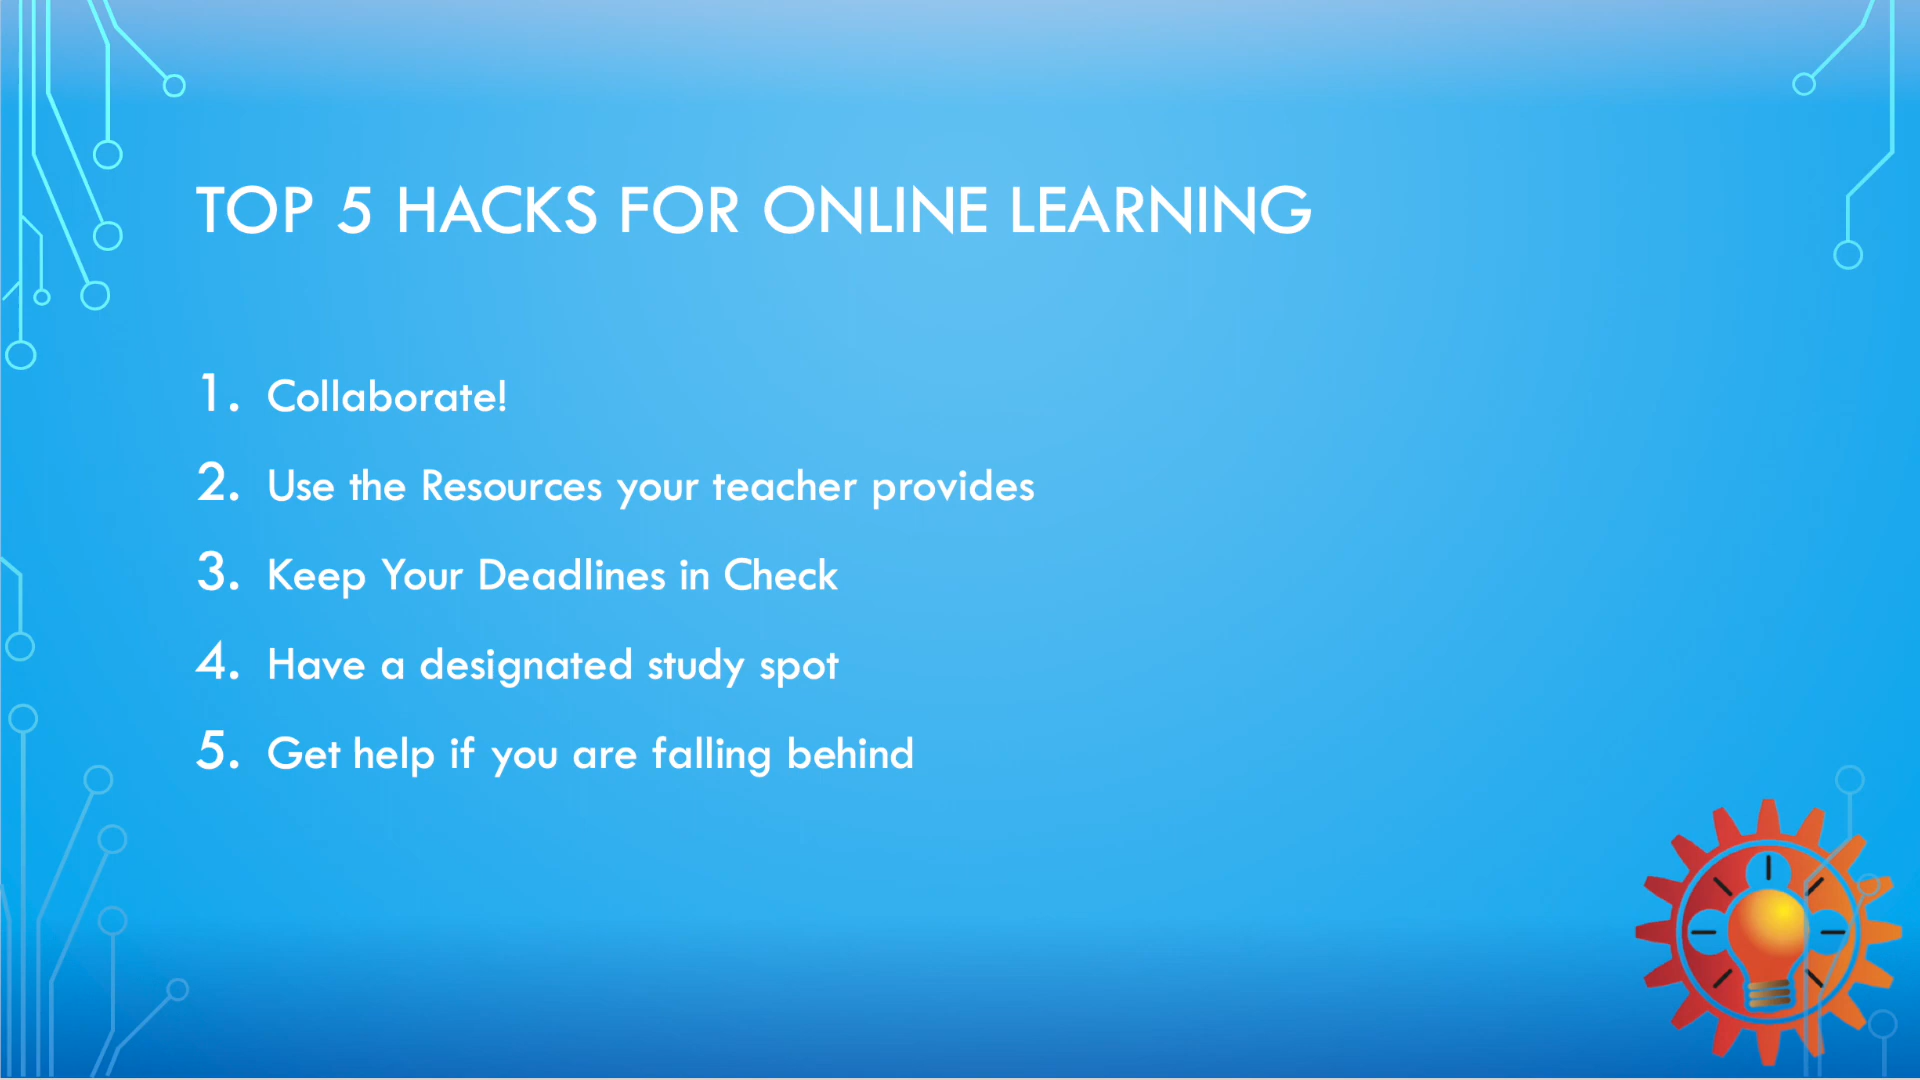 TOP 5 HACKS FOR ONLINE LEARNING
1. Collaborate!
2. Use the Resources your teacher provides
3. Keep Your Deadlines in Check
4. Have a designated study spot
5. Get help if you are falling behind